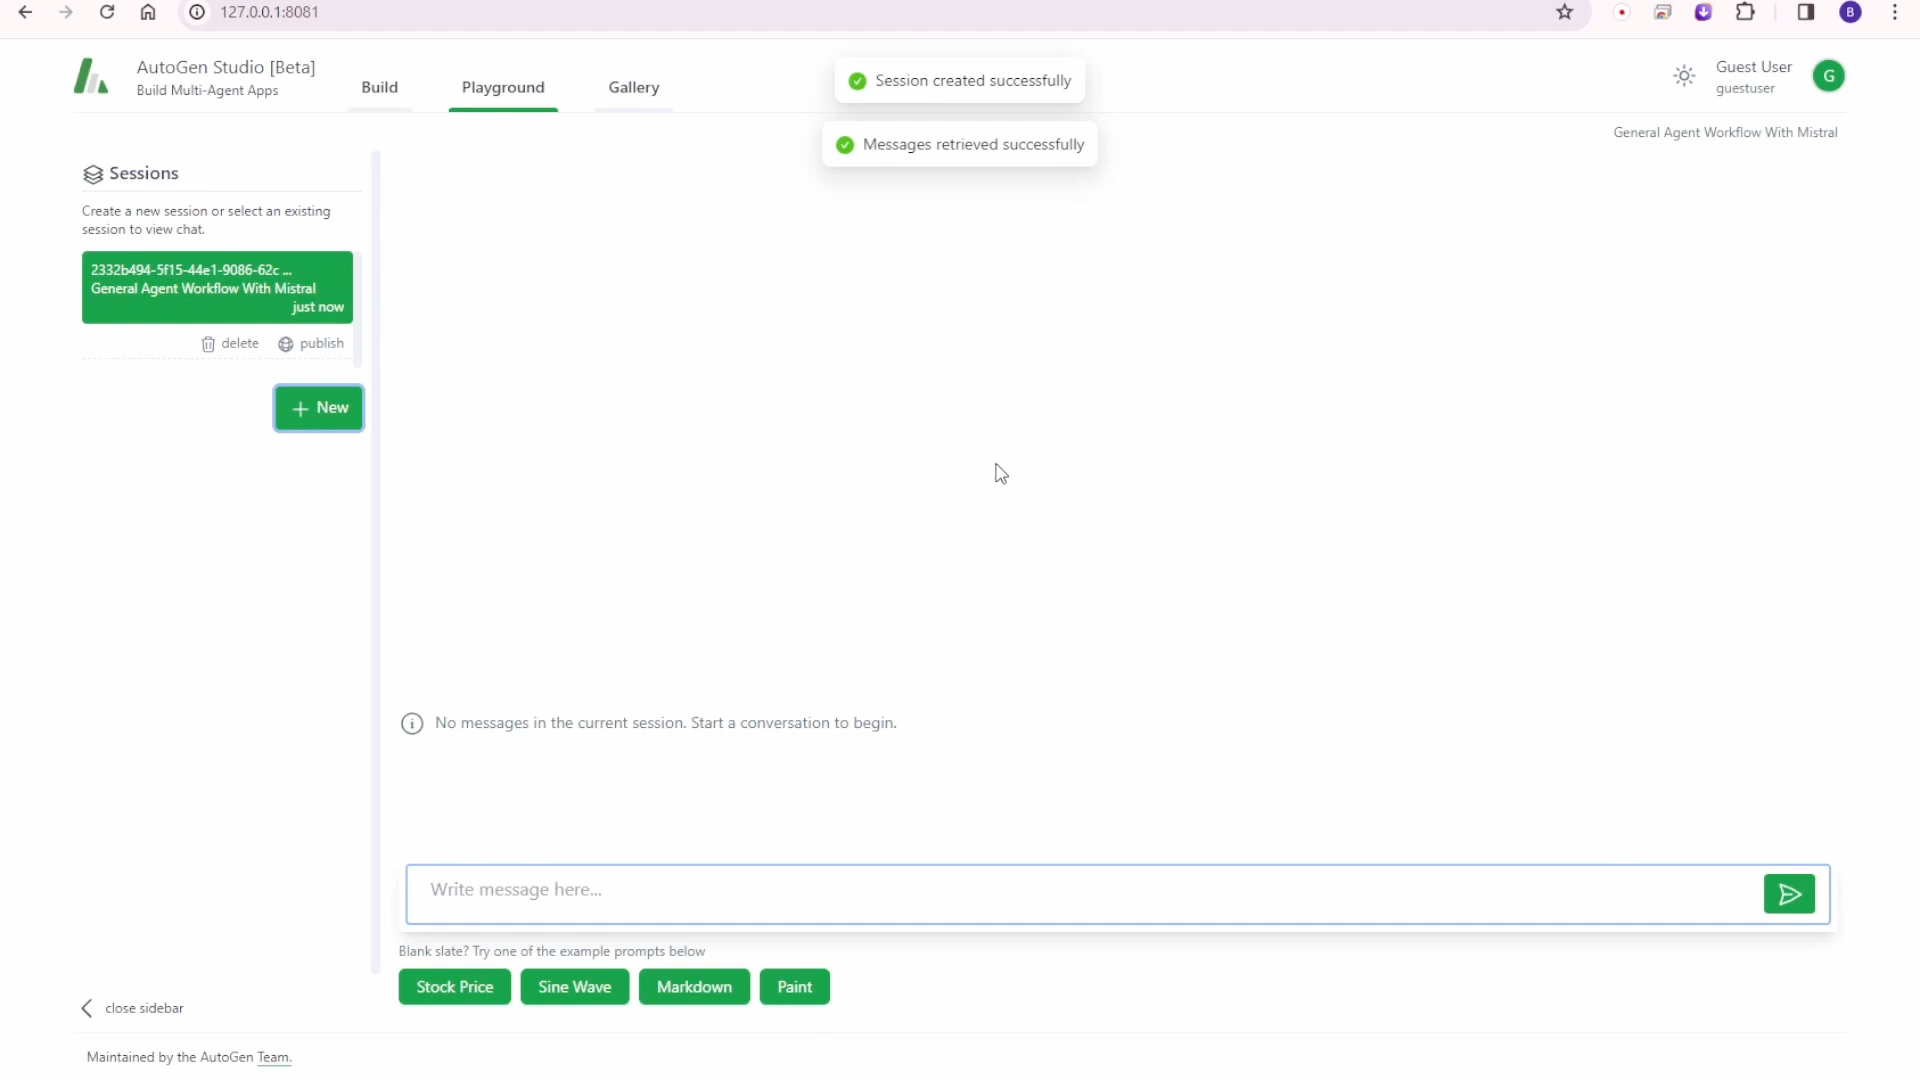 127.0.0.1:8081
B
AutoGen Studio [Beta]
Build Multi-Agent Apps
Build
Playground
Gallery
Session created successfully
Messages retrieved successfully
Guest User
guestuser
G
General Agent Workflow With Mistral
Sessions
Create a new session or select an existing
session to view chat.
2332b494-5f15-44e1-9086-62c ...
General Agent Workflow With Mistral
just now
delete
publish
New
No messages in the current session. Start a conversation to begin.
Write message here...
Blank slate? Try one of the example prompts below
Stock Price
Sine Wave
Markdown
Paint
close sidebar
Maintained by the AutoGen Team.